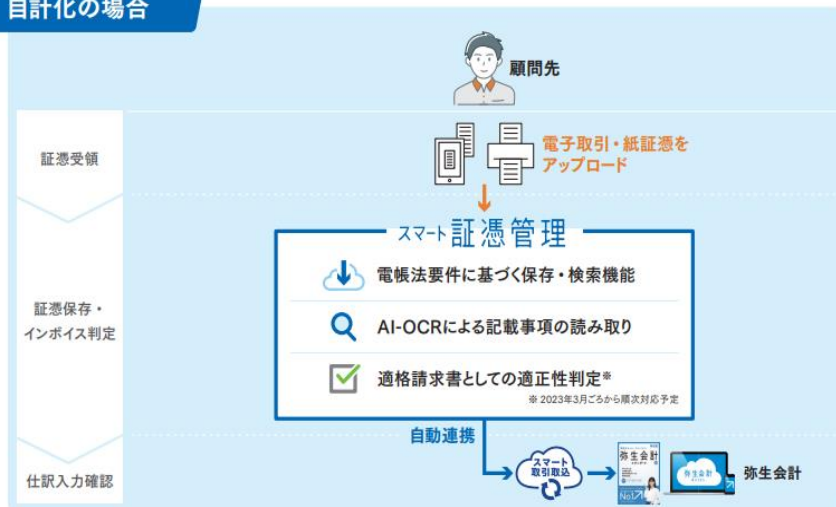 自計化の場合
顧問先
証憑受領
電子取引・紙証憑を
アップロード
スマート証憑管理
電帳法要件に基づく保存・検索機能
証憑保存・
インボイス判定
AI-OCRによる記載事項の読み取り
適格請求書としての適正性判定※
※ 2023年3月ごろから順次対応予定
自動連携
仕訳入力確認
スマート
取引取込
弥生会計
No.1
弥生会計
弥生会計